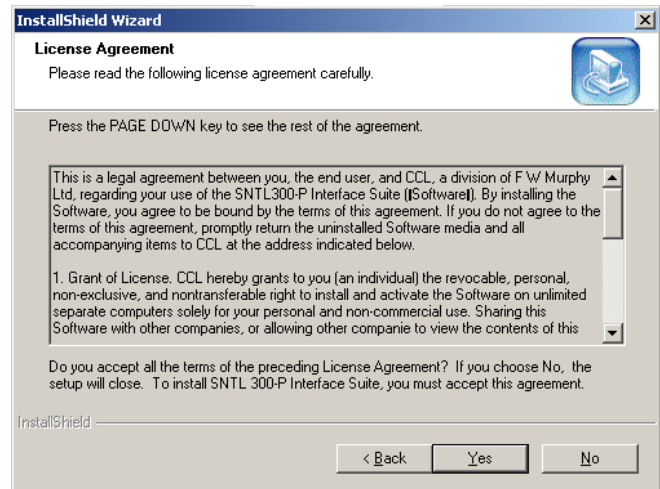 InstallShield Wizard
License Agreement
Please read the following license agreement carefully.
Press the PAGE DOWN key to see the rest of the agreement.
This is a legal agreement between you, the end user, and CCL, a division of F W Murphy
Ltd, regarding your use of the SNTL300-P Interface Suite (‖Software‖). By installing the
Software, you agree to be bound by the terms of this agreement. If you do not agree to the
terms of this agreement, promptly return the uninstalled Software media and all
accompanying items to CCL at the address indicated below.
1. Grant of License. CCL hereby grants to you (an individual) the revocable, personal,
non-exclusive, and nontransferable right to install and activate the Software on unlimited
separate computers solely for your personal and non-commercial use. Sharing this
Software with other companies, or allowing other companie to view the contents of this
Do you accept all the terms of the preceding License Agreement? If you choose No, the
setup will close. To install SNTL 300-P Interface Suite, you must accept this agreement.
InstallShield
< Back Yes No